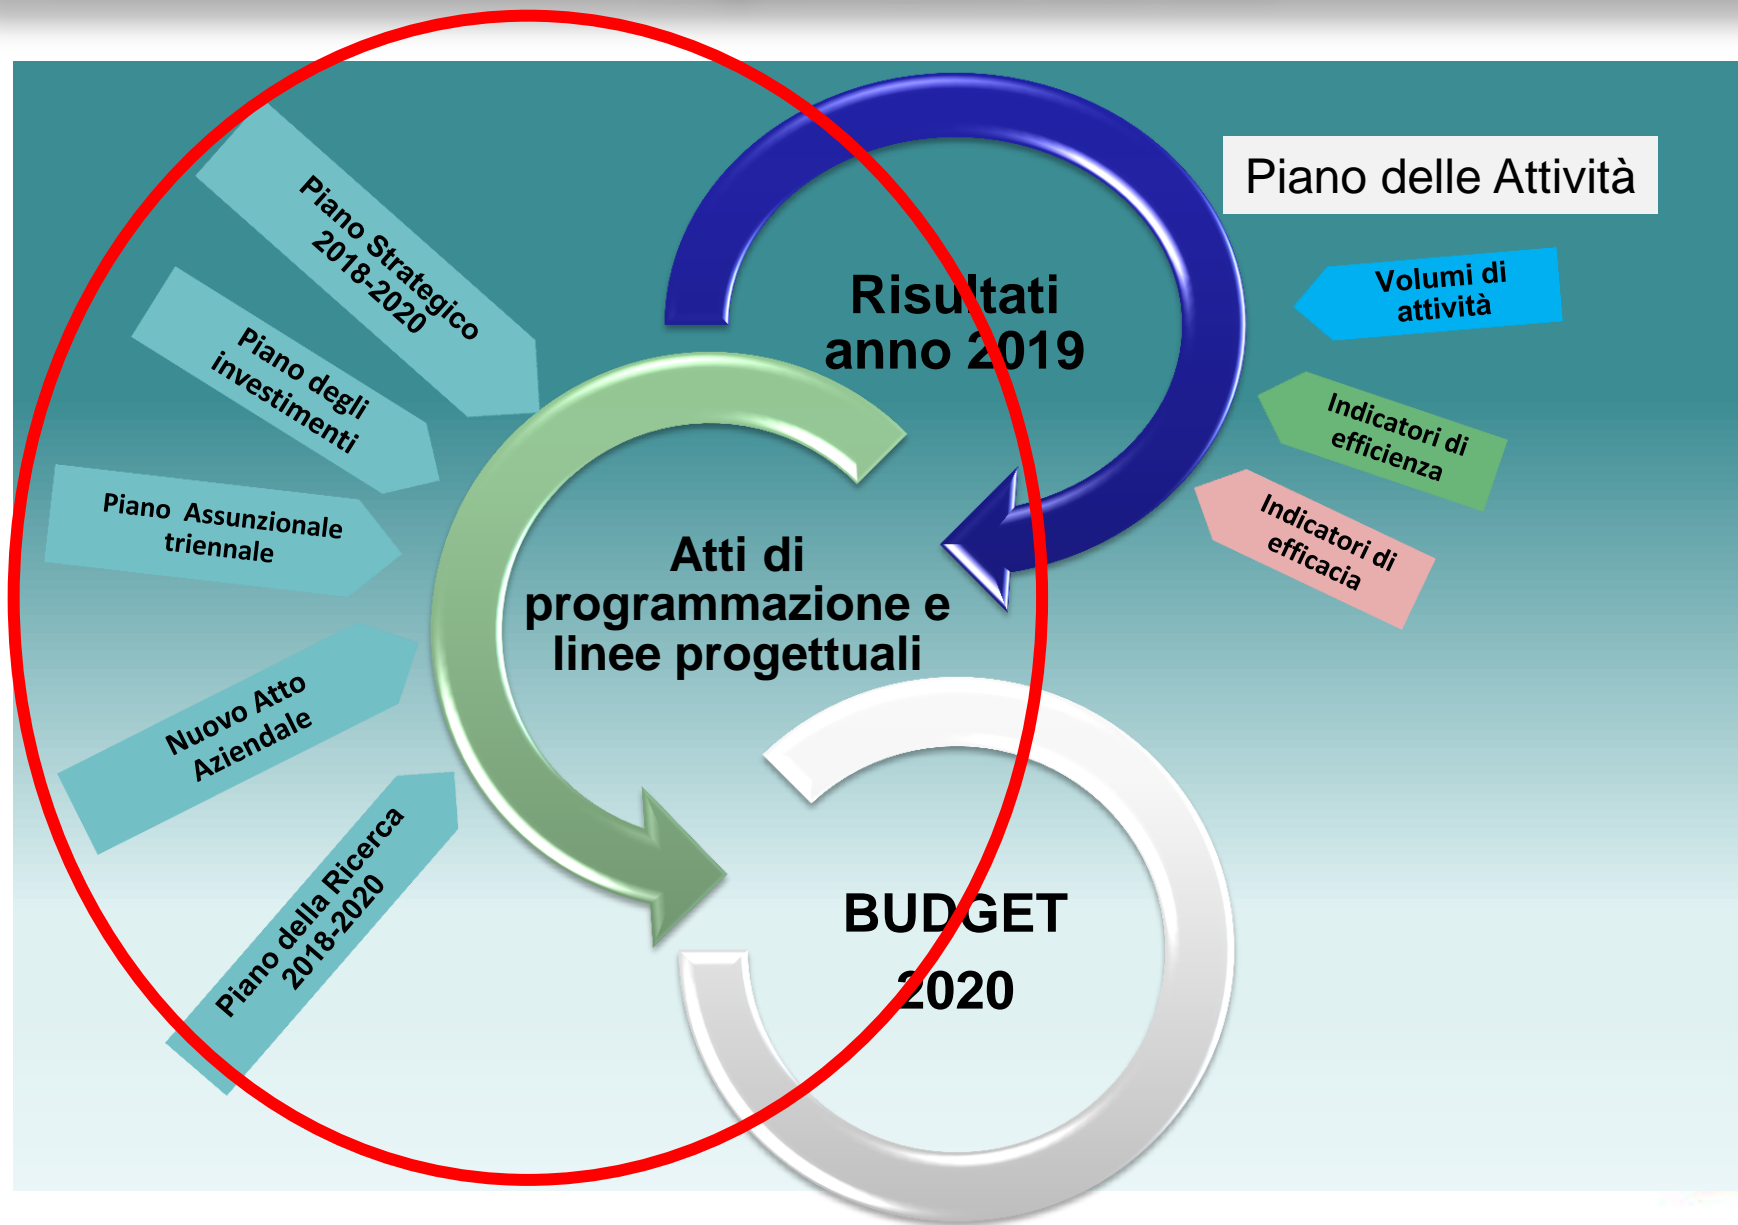 Piano delle Attività
Piano Strategico
2018-2020
Piano degli
investimenti
Piano Assunzionale
triennale
Nuovo Atto
Aziendale
Piano della Ricerca
2018-2020
Risultati
anno 2019
Atti di
programmazione e
linee progettuali
BUDGET
2020
Volumi di
attività
Indicatori di
efficienza
Indicatori di
efficacia